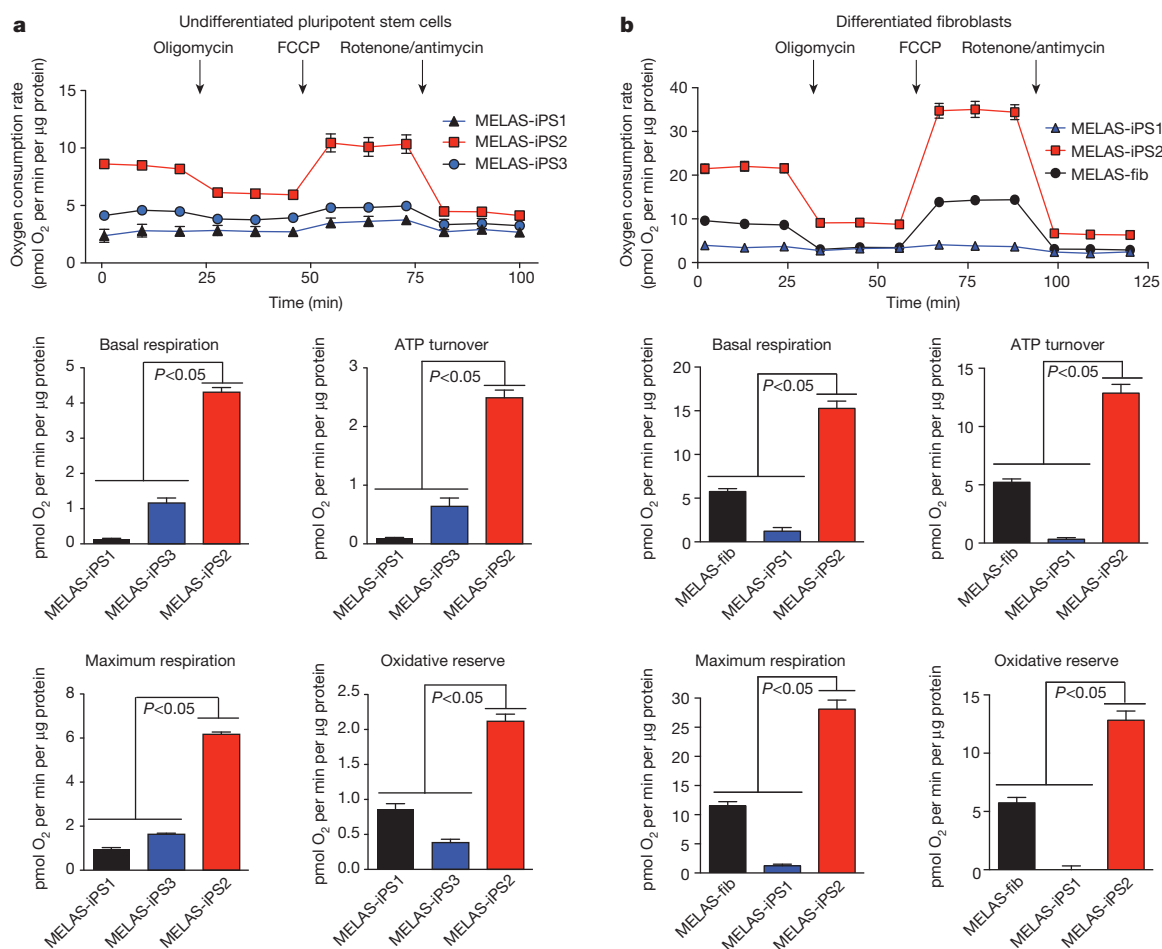 a
Undifferentiated pluripotent stem cells
Oligomycin
FCCP
Rotenone/antimycin
Oxygen consumption rate
(pmol O2 per min per μg protein)
15
10
5
0
MELAS-iPS1
MELAS-iPS2
MELAS-iPS3
0
25
50
75
100
Time (min)
Basal respiration
pmol O2 per min per μg protein
5
4
3
2
1
0
P<0.05
MELAS-iPS1
MELAS-iPS3
MELAS-iPS2
ATP turnover
pmol O2 per min per μg protein
3
2
1
0
P<0.05
MELAS-iPS1
MELAS-iPS3
MELAS-iPS2
Maximum respiration
pmol O2 per min per μg protein
8
6
4
2
0
P<0.05
MELAS-iPS1
MELAS-iPS3
MELAS-iPS2
Oxidative reserve
pmol O2 per min per μg protein
2.5
2.0
1.5
1.0
0.5
0.0
P<0.05
MELAS-iPS1
MELAS-iPS3
MELAS-iPS2
b
Differentiated fibroblasts
Oligomycin
FCCP
Rotenone/antimycin
Oxygen consumption rate
(pmol O2 per min per μg protein)
40
30
20
10
0
MELAS-iPS1
MELAS-iPS2
MELAS-fib
0
25
50
75
100
125
Time (min)
Basal respiration
pmol O2 per min per μg protein
20
15
10
5
0
P<0.05
MELAS-fib
MELAS-iPS1
MELAS-iPS2
ATP turnover
pmol O2 per min per μg protein
15
10
5
0
P<0.05
MELAS-fib
MELAS-iPS1
MELAS-iPS2
Maximum respiration
pmol O2 per min per μg protein
30
25
20
15
10
5
0
P<0.05
MELAS-fib
MELAS-iPS1
MELAS-iPS2
Oxidative reserve
pmol O2 per min per μg protein
15
10
5
0
P<0.05
MELAS-fib
MELAS-iPS1
MELAS-iPS2